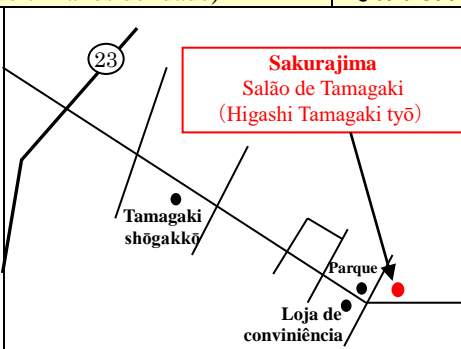 23
Sakurajima
Salão de Tamagaki
(Higashi Tamagaki tyō)
Tamagaki
shōgakkō
Parque
Loja de
conviniência